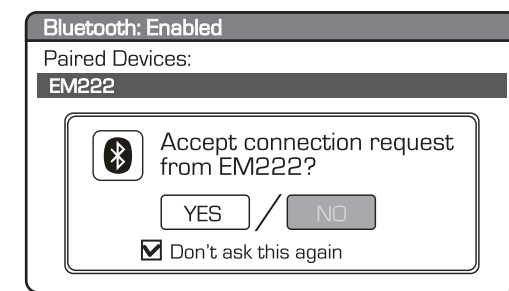 Bluetooth: Enabled
Paired Devices:
EM222
Accept connection request
from EM222?
YES / NO
Don't ask this again